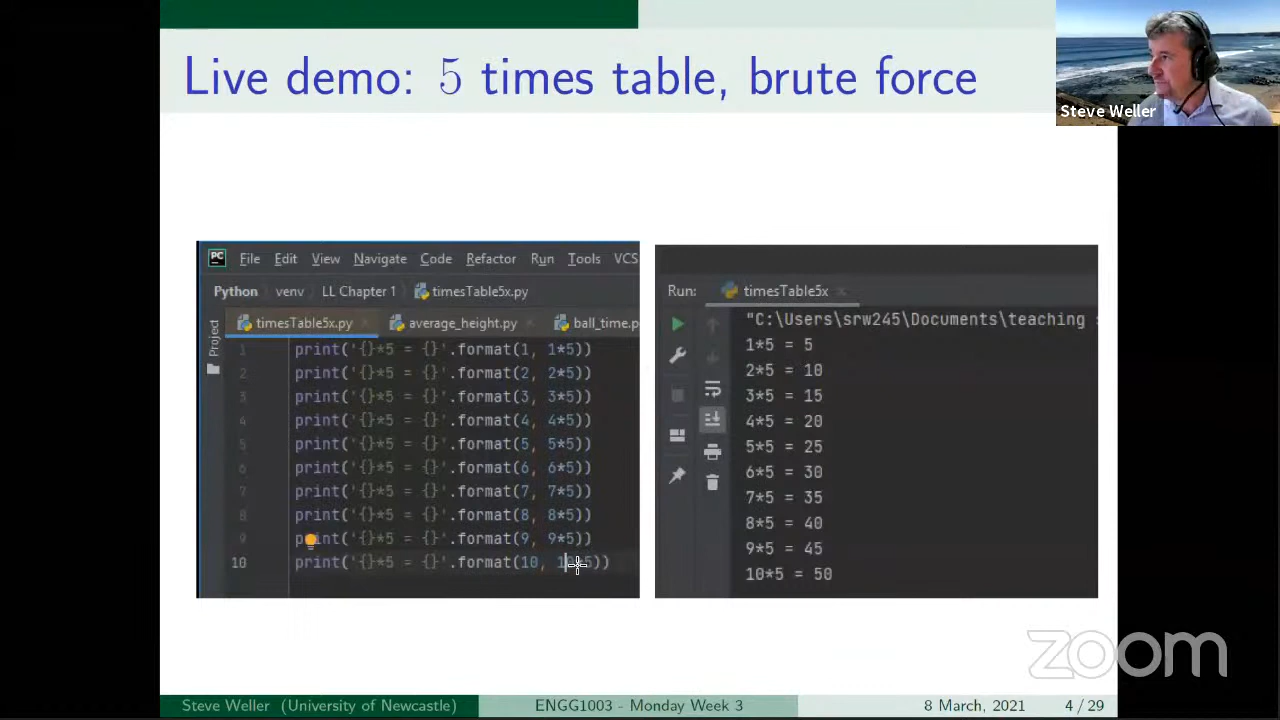 Live demo: 5 times table, brute force
Steve Weller
PC File Edit View Navigate Code Refactor Run Tools VCS
Python venv LL Chapter 1 timesTable5x.py
timesTable5x.py average_height.py ball_time.p
Project
1 print('{}*5 = {}'.format(1, 1*5))
2 print('{}*5 = {}'.format(2, 2*5))
3 print('{}*5 = {}'.format(3, 3*5))
4 print('{}*5 = {}'.format(4, 4*5))
5 print('{}*5 = {}'.format(5, 5*5))
6 print('{}*5 = {}'.format(6, 6*5))
7 print('{}*5 = {}'.format(7, 7*5))
8 print('{}*5 = {}'.format(8, 8*5))
9 print('{}*5 = {}'.format(9, 9*5))
10 print('{}*5 = {}'.format(10, 10*5))
Run: timesTable5x
"C:\Users\srw245\Documents\teaching
1*5 = 5
2*5 = 10
3*5 = 15
4*5 = 20
5*5 = 25
6*5 = 30
7*5 = 35
8*5 = 40
9*5 = 45
10*5 = 50
zoom
Steve Weller (University of Newcastle) ENGG1003 - Monday Week 3 8 March, 2021 4 / 29